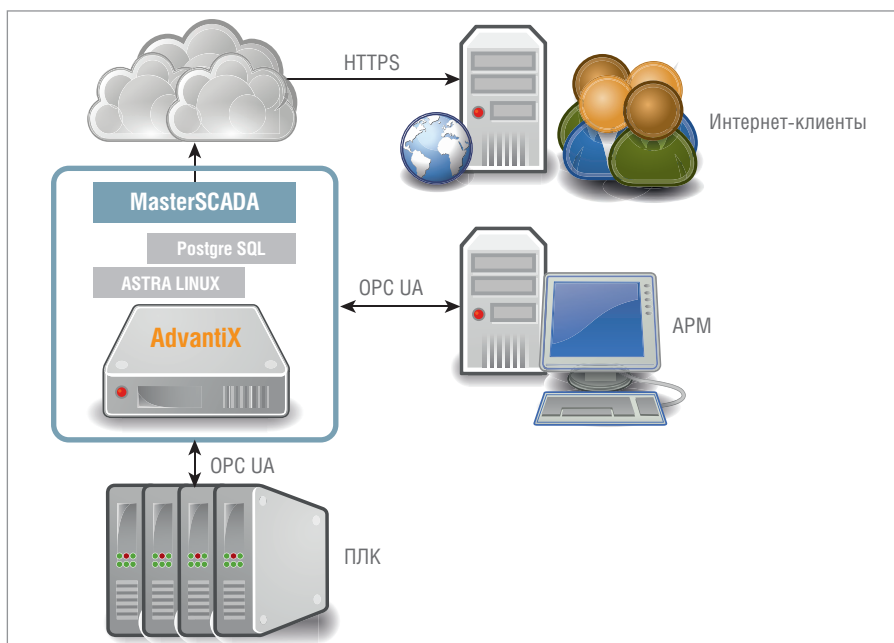 HTTPS
Интернет-клиенты
MasterSCADA
Postgre SQL
ASTRA LINUX
AdvantiX
OPC UA
АРМ
OPC UA
ПЛК